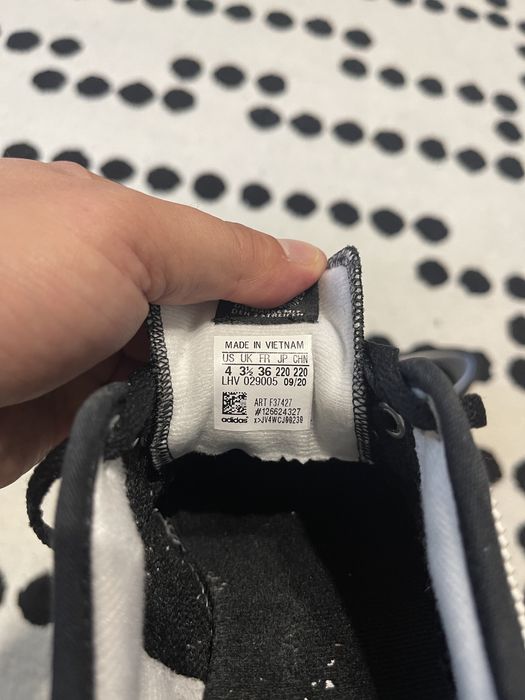 MADE IN VIETNAM
US UK FR JP CHN
4 3½ 36 220 220
LHV 029005 09/20
ART F37427
#126624327
adidas